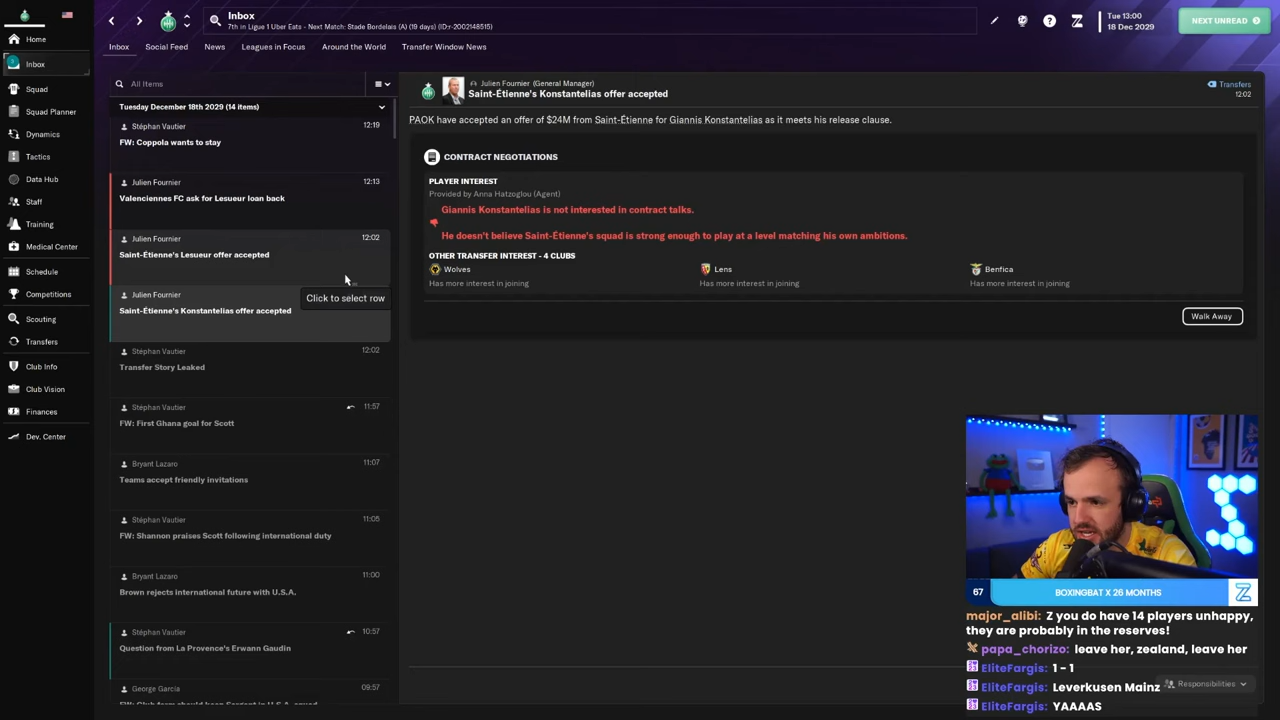 Inbox
7th in Ligue 1 Uber Eats - Next Match: Stade Bordelais (A) (19 days) (ID:r-2002148515)
Tue 13:00
18 Dec 2029
NEXT UNREAD
Home
Inbox
Squad
Squad Planner
Dynamics
Tactics
Data Hub
Staff
Training
Medical Center
Schedule
Competitions
Scouting
Transfers
Club Info
Club Vision
Finances
Dev. Center
Inbox
Social Feed
News
Leagues in Focus
Around the World
Transfer Window News
All Items
Tuesday December 18th 2029 (14 items)
Stéphan Vautier 12:19
FW: Coppola wants to stay
Julien Fournier 12:13
Valenciennes FC ask for Lesueur loan back
Julien Fournier 12:02
Saint-Étienne's Lesueur offer accepted
Click to select row
Julien Fournier
Saint-Étienne's Konstantelias offer accepted
Stéphan Vautier 12:02
Transfer Story Leaked
Stéphan Vautier 11:57
FW: First Ghana goal for Scott
Bryant Lazaro 11:07
Teams accept friendly invitations
Stéphan Vautier 11:05
FW: Shannon praises Scott following international duty
Bryant Lazaro 11:00
Brown rejects international future with U.S.A.
Stéphan Vautier 10:57
Question from La Provence's Erwann Gaudin
George Garcia 09:57
Julien Fournier (General Manager)
Saint-Étienne's Konstantelias offer accepted
Transfers
12:02
PAOK have accepted an offer of $24M from Saint-Étienne for Giannis Konstantelias as it meets his release clause.
CONTRACT NEGOTIATIONS
PLAYER INTEREST
Provided by Anna Hatzoglou (Agent)
Giannis Konstantelias is not interested in contract talks.
He doesn't believe Saint-Étienne's squad is strong enough to play at a level matching his own ambitions.
OTHER TRANSFER INTEREST - 4 CLUBS
Wolves
Has more interest in joining
Lens
Has more interest in joining
Benfica
Has more interest in joining
Walk Away
67 BOXINGBAT X 26 MONTHS
major_alibi: Z you do have 14 players unhappy,
they are probably in the reserves!
papa_chorizo: leave her, zealand, leave her
EliteFargis: 1 - 1
EliteFargis: Leverkusen Mainz
EliteFargis: YAAAAS
Responsibilities